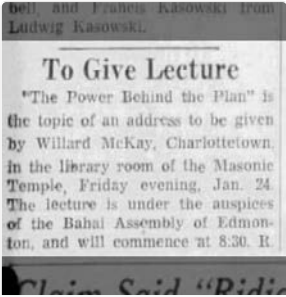 bell, and Francis Kasowski from
Ludwig Kasowski.
To Give Lecture
"The Power Behind the Plan" is
the topic of an address to be given
by Willard McKay, Charlottetown,
in the library room of the Masonic
Temple, Friday evening, Jan. 24.
The lecture is under the auspices
of the Bahai Assembly of Edmon-
ton, and will commence at 8:30. R.
Claim Said "Ridic